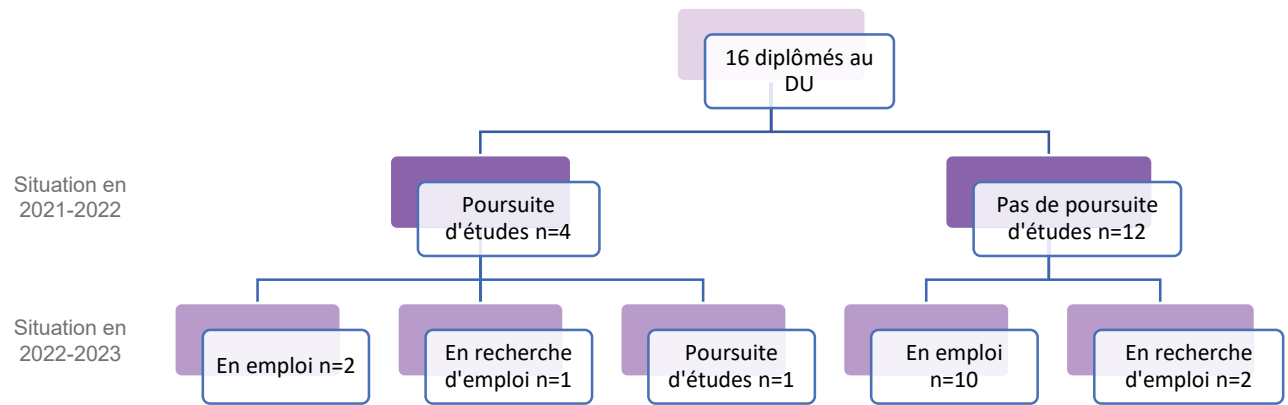 16 diplômés au
DU
Situation en
2021-2022
Poursuite
d'études n=4
Pas de poursuite
d'études n=12
Situation en
2022-2023
En emploi n=2
En recherche
d'emploi n=1
Poursuite
d'études n=1
En emploi
n=10
En recherche
d'emploi n=2